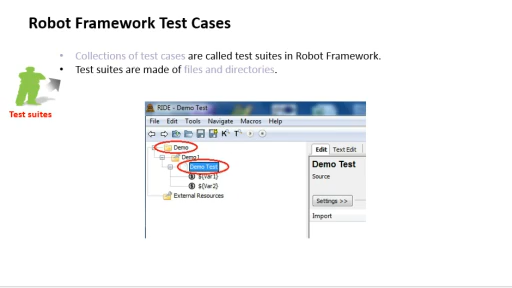 Robot Framework Test Cases
• Collections of test cases are called test suites in Robot Framework.
• Test suites are made of files and directories.
Test suites
RIDE - Demo Test
File Edit Tools Navigate Macros Help
Demo
Demo1
Demo Test
${Var1}
${Var2}
External Resources
Edit Text Edit
Demo Test
Source
Settings >>
Import